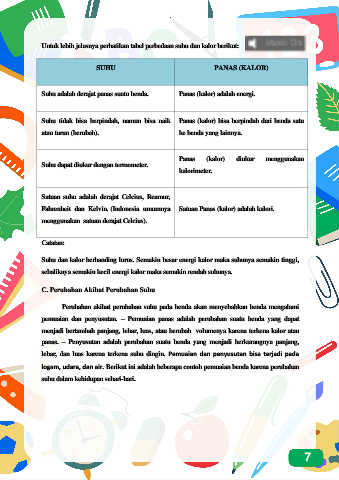 Untuk lebih jelasnya perhatikan tabel perbedaan suhu dan kalor berikut:
SUHU
PANAS (KALOR)
Suhu adalah derajat panas suatu benda.
Panas (kalor) adalah energi.
Suhu tidak bisa berpindah, namun bisa naik
atau turun (berubah).
Panas (kalor) bisa berpindah dari benda satu
ke benda yang lainnya.
Suhu dapat diukur dengan termometer.
Panas (kalor) diukur menggunakan
kalorimeter.
Satuan suhu adalah derajat Celcius, Reamur,
Fahrenheit dan Kelvin, (Indonesia umumnya
menggunakan satuan derajat Celcius).
Satuan Panas (kalor) adalah kalori.
Catatan:
Suhu dan kalor berbanding lurus. Semakin besar energi kalor maka suhunya semakin tinggi,
sebaliknya semakin kecil energi kalor maka semakin rendah suhunya.
C. Perubahan Akibat Perubahan Suhu
Perubahan akibat perubahan suhu pada benda akan menyebabkan benda mengalami
pemuaian dan penyusutan. – Pemuaian panas adalah perubahan suatu benda yang dapat
menjadi bertambah panjang, lebar, luas, atau berubah volumenya karena terkena kalor atau
panas. – Penyusutan adalah perubahan suatu benda yang menjadi berkurangnya panjang,
lebar, dan luas karena terkena suhu dingin. Pemuaian dan penyusutan bisa terjadi pada
logam, udara, dan air. Berikut ini adalah beberapa contoh pemuaian benda karena perubahan
suhu dalam kehidupan sehari-hari.
7